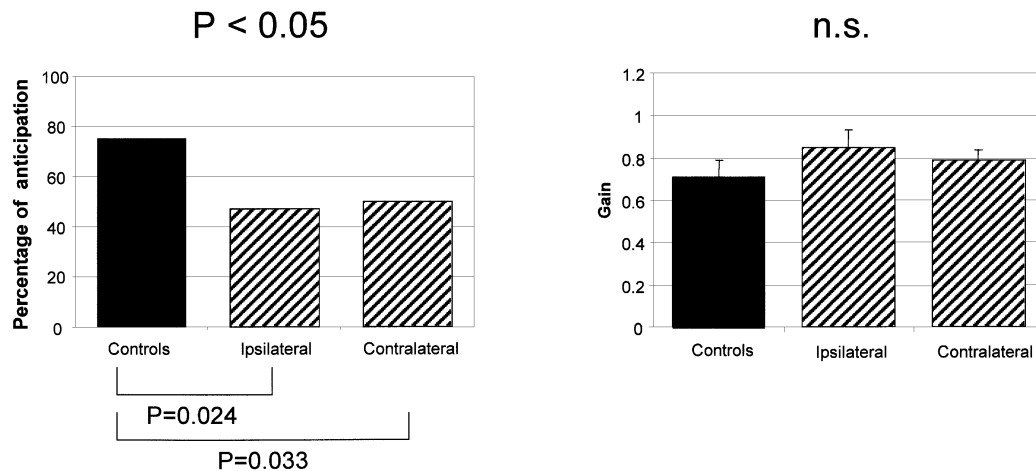 P < 0.05
Percentage of anticipation
100
80
60
40
20
0
Controls Ipsilateral Contralateral
P=0.024
P=0.033
n.s.
Gain
1.2
1
0.8
0.6
0.4
0.2
0
Controls Ipsilateral Contralateral